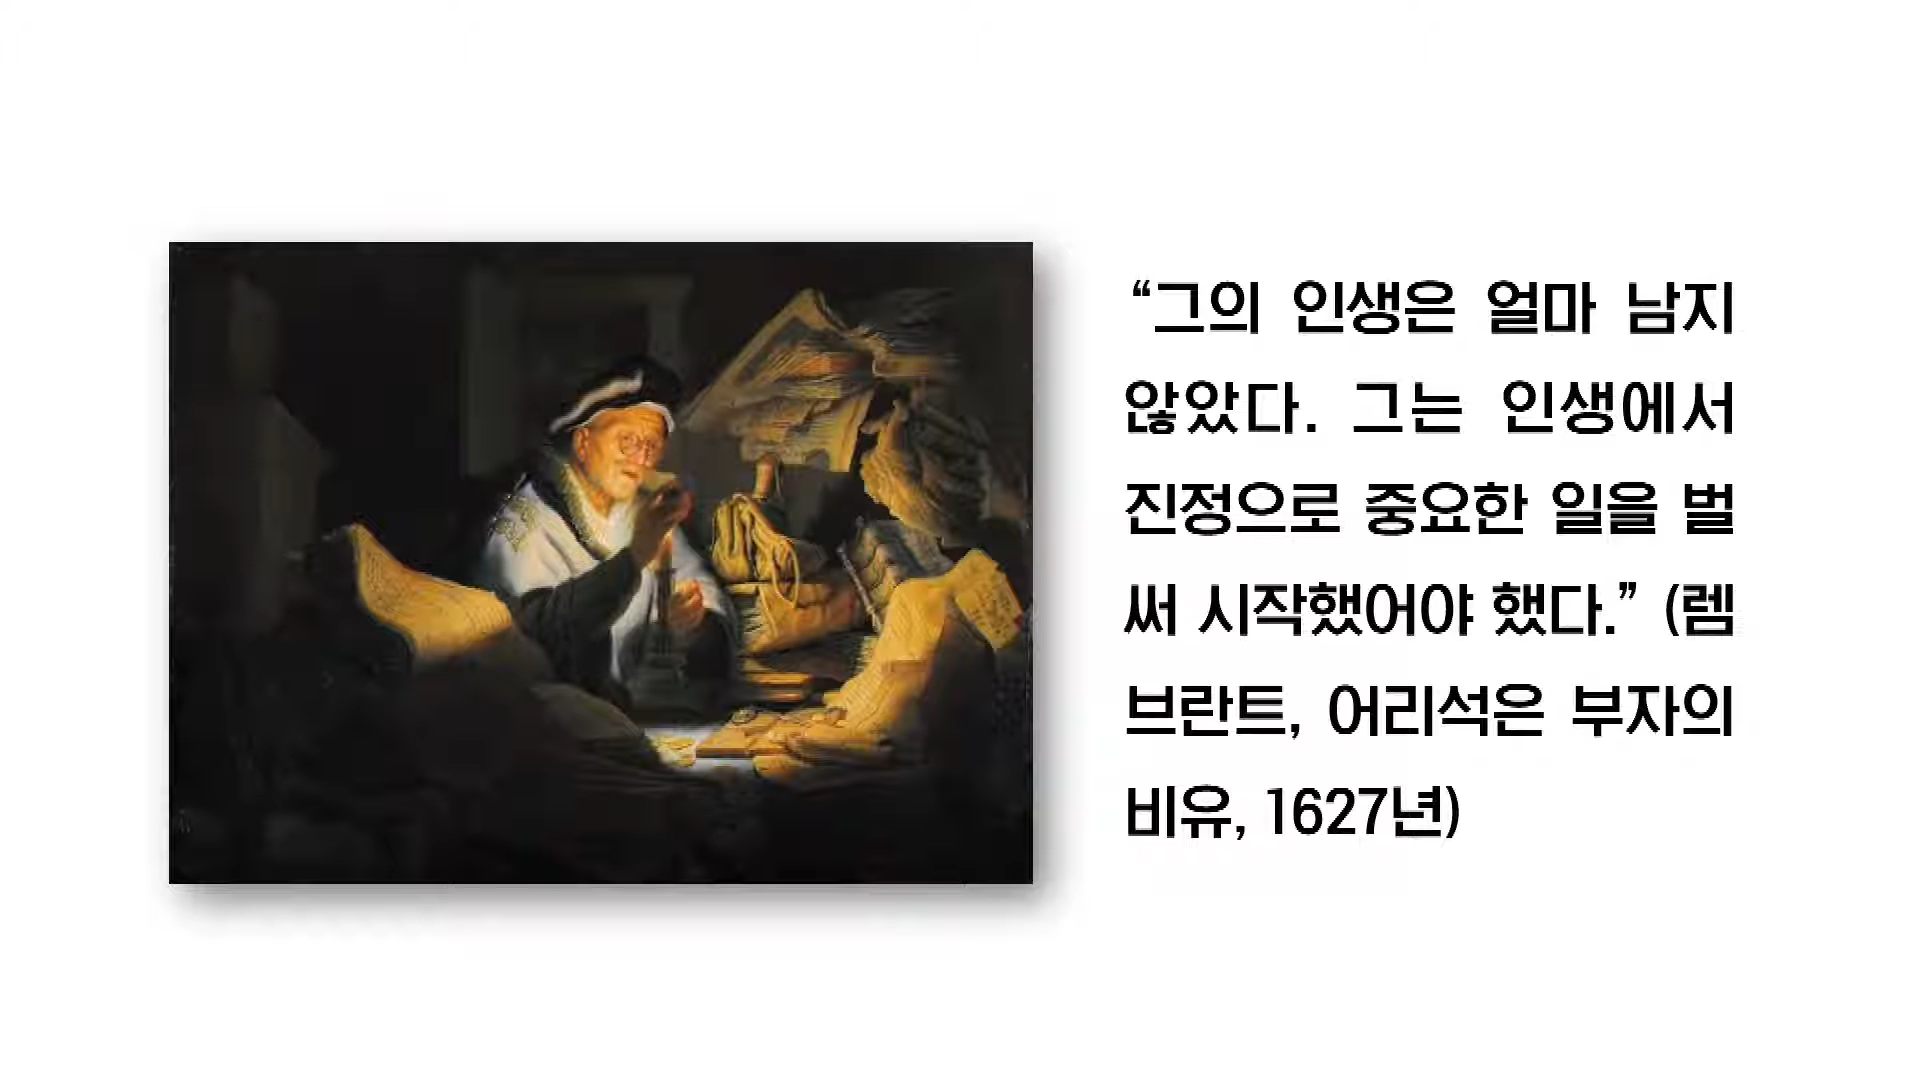 “그의 인생은 얼마 남지
않았다. 그는 인생에서
진정으로 중요한 일을 벌
써 시작했어야 했다.” (렘
브란트, 어리석은 부자의
비유, 1627년)